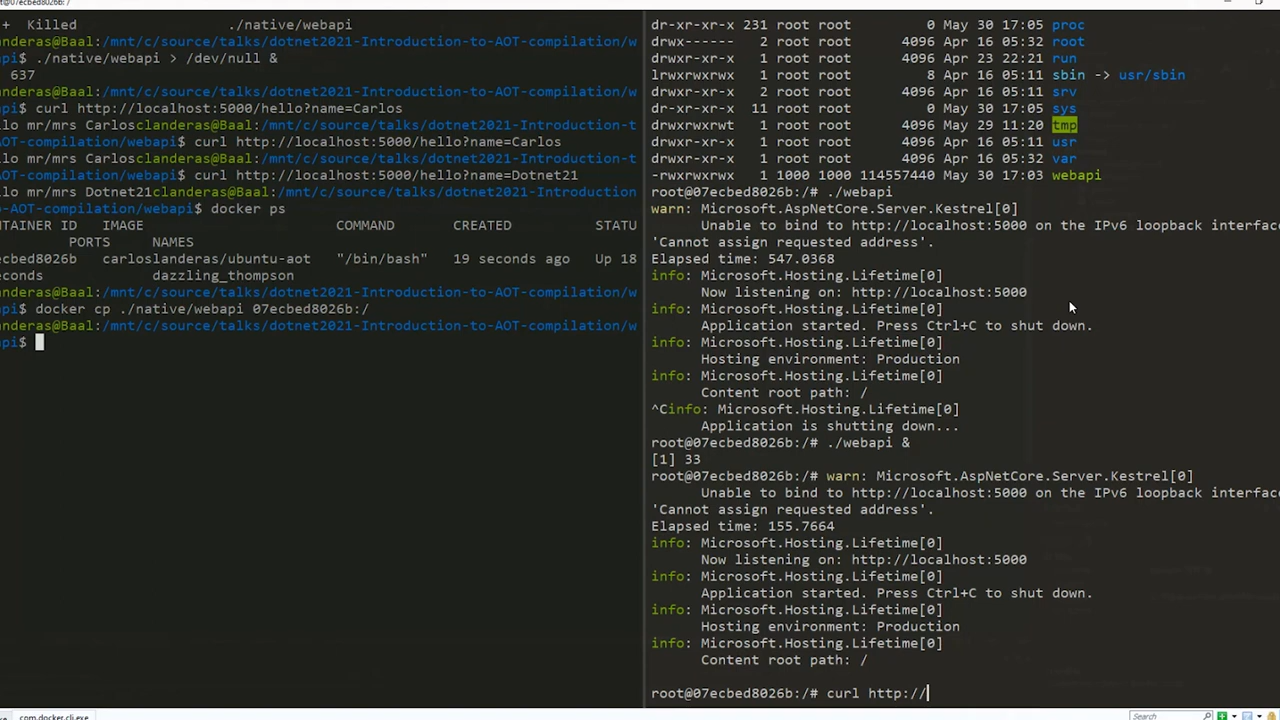 root@07ecbed8026b:/
+  Killed                  ./native/webapi
anderas@Baal:/mnt/c/source/talks/dotnet2021-Introduction-to-AOT-compilation/w
api$ ./native/webapi > /dev/null &
637
anderas@Baal:/mnt/c/source/talks/dotnet2021-Introduction-to-AOT-compilation/w
api$ curl http://localhost:5000/hello?name=Carlos
llo mr/mrs Carlosclanderas@Baal:/mnt/c/source/talks/dotnet2021-Introduction-t
AOT-compilation/webapi$ curl http://localhost:5000/hello?name=Carlos
llo mr/mrs Carlosclanderas@Baal:/mnt/c/source/talks/dotnet2021-Introduction-t
AOT-compilation/webapi$ curl http://localhost:5000/hello?name=Dotnet21
llo mr/mrs Dotnet21clanderas@Baal:/mnt/c/source/talks/dotnet2021-Introduction
o-AOT-compilation/webapi$ docker ps
NTAINER ID   IMAGE                     COMMAND       CREATED          STATU
PORTS     NAMES
ecbed8026b   carloslanderas/ubuntu-aot   "/bin/bash"   19 seconds ago   Up 18
econds             dazzling_thompson
anderas@Baal:/mnt/c/source/talks/dotnet2021-Introduction-to-AOT-compilation/w
api$ docker cp ./native/webapi 07ecbed8026b:/
anderas@Baal:/mnt/c/source/talks/dotnet2021-Introduction-to-AOT-compilation/w
api$
dr-xr-xr-x 231 root root         0 May 30 17:05 proc
drwx------   2 root root      4096 Apr 16 05:32 root
drwxr-xr-x   1 root root      4096 Apr 23 22:21 run
lrwxrwxrwx   1 root root         8 Apr 16 05:11 sbin -> usr/sbin
drwxr-xr-x   2 root root      4096 Apr 16 05:11 srv
dr-xr-xr-x  11 root root         0 May 30 17:05 sys
drwxrwxrwt   1 root root      4096 May 29 11:20 tmp
drwxr-xr-x   1 root root      4096 Apr 16 05:11 usr
drwxr-xr-x   1 root root      4096 Apr 16 05:32 var
-rwxrwxrwx   1 1000 1000 114557440 May 30 17:03 webapi
root@07ecbed8026b:/# ./webapi
warn: Microsoft.AspNetCore.Server.Kestrel[0]
Unable to bind to http://localhost:5000 on the IPv6 loopback interfac
'Cannot assign requested address'.
Elapsed time: 547.0368
info: Microsoft.Hosting.Lifetime[0]
Now listening on: http://localhost:5000
info: Microsoft.Hosting.Lifetime[0]
Application started. Press Ctrl+C to shut down.
info: Microsoft.Hosting.Lifetime[0]
Hosting environment: Production
info: Microsoft.Hosting.Lifetime[0]
Content root path: /
^Cinfo: Microsoft.Hosting.Lifetime[0]
Application is shutting down...
root@07ecbed8026b:/# ./webapi &
[1] 33
root@07ecbed8026b:/# warn: Microsoft.AspNetCore.Server.Kestrel[0]
Unable to bind to http://localhost:5000 on the IPv6 loopback interfac
'Cannot assign requested address'.
Elapsed time: 155.7664
info: Microsoft.Hosting.Lifetime[0]
Now listening on: http://localhost:5000
info: Microsoft.Hosting.Lifetime[0]
Application started. Press Ctrl+C to shut down.
info: Microsoft.Hosting.Lifetime[0]
Hosting environment: Production
info: Microsoft.Hosting.Lifetime[0]
Content root path: /
root@07ecbed8026b:/# curl http://
com.docker.cli.exe
Search